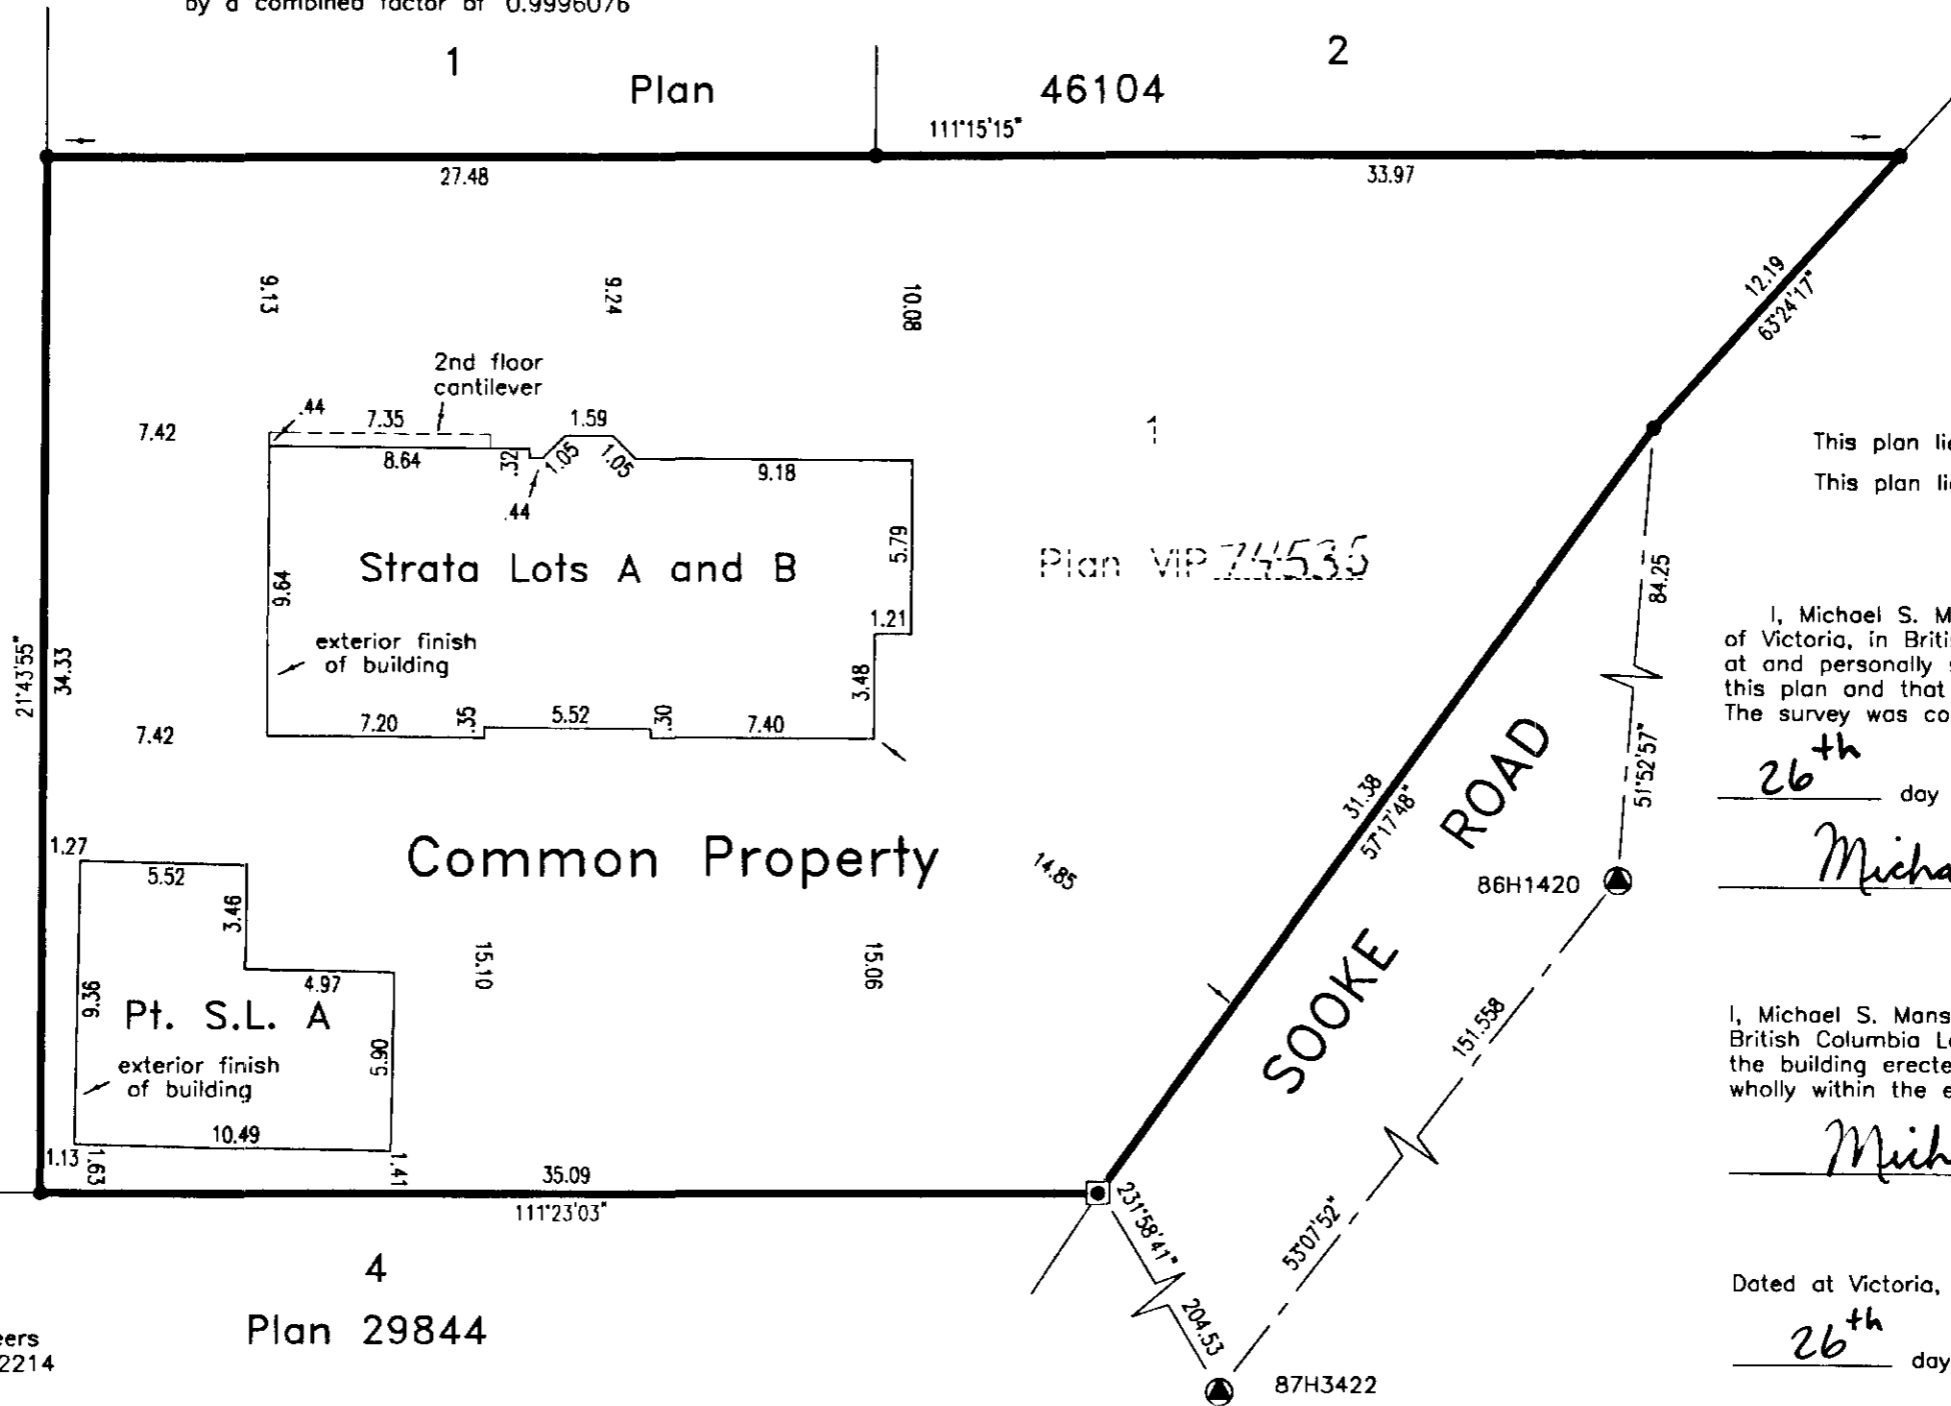 by a combined factor of 0.9996076
1
2
Plan 46104
111°15'15"
27.48
33.97
12.19
63°24'17"
9.13
9.24
10.08
2nd floor
cantilever
.44
7.35
1.59
7.42
8.64
.32
1.05
1.05
9.18
.44
1
This plan lie
This plan lie
Strata Lots A and B
5.79
Plan VIP 74535
9.64
1.21
84.25
exterior finish
of building
3.48
21°43'55"
34.33
7.42
7.20
.35
5.52
.30
7.40
I, Michael S. M
of Victoria, in Briti
at and personally s
this plan and that
The survey was co
26th day
Micha
51°52'57"
31.38
57°17'48"
SOOKE ROAD
1.27
5.52
Common Property
14.85
86H1420
3.46
15.10
15.06
4.97
9.36
Pt. S.L. A
5.90
exterior finish
of building
151.558
I, Michael S. Mans
British Columbia La
the building erecte
wholly within the e
Mich
10.49
1.13
1.63
1.41
35.09
111°23'03"
231°58'41"
53°07'52"
204.53
4
Plan 29844
87H3422
Dated at Victoria,
26th day
eers
2214